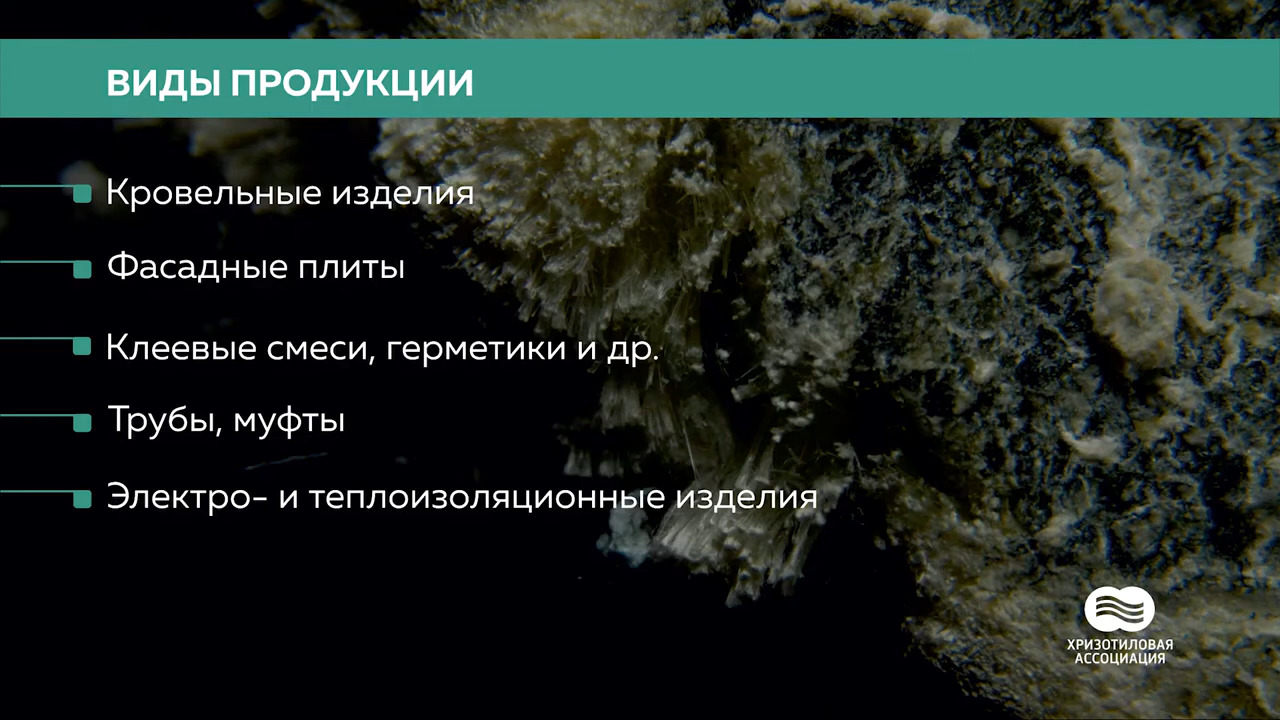 ВИДЫ ПРОДУКЦИИ
Кровельные изделия
Фасадные плиты
Клеевые смеси, герметики и др.
Трубы, муфты
Электро- и теплоизоляционные изделия
ХРИЗОТИЛОВАЯ
АССОЦИАЦИЯ